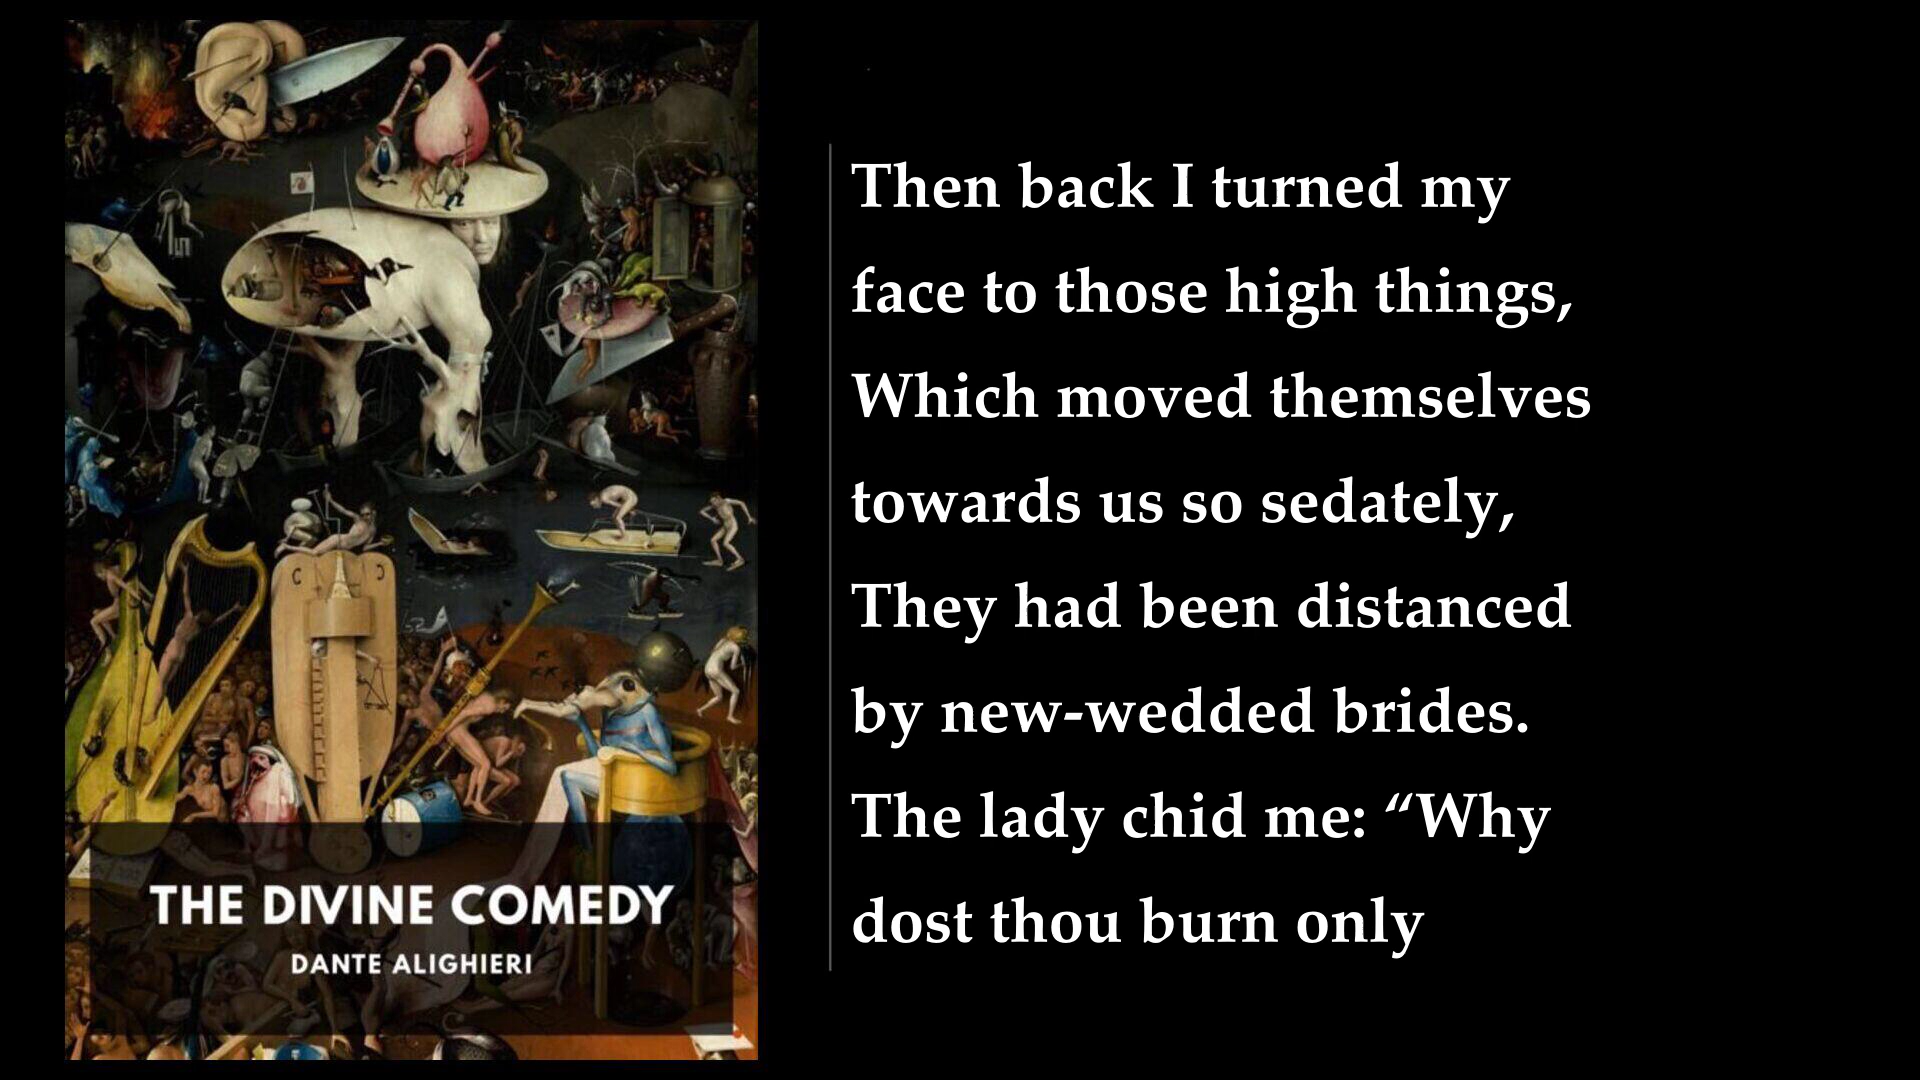 THE DIVINE COMEDY
DANTE ALIGHIERI
Then back I turned my
face to those high things,
Which moved themselves
towards us so sedately,
They had been distanced
by new-wedded brides.
The lady chid me: “Why
dost thou burn only